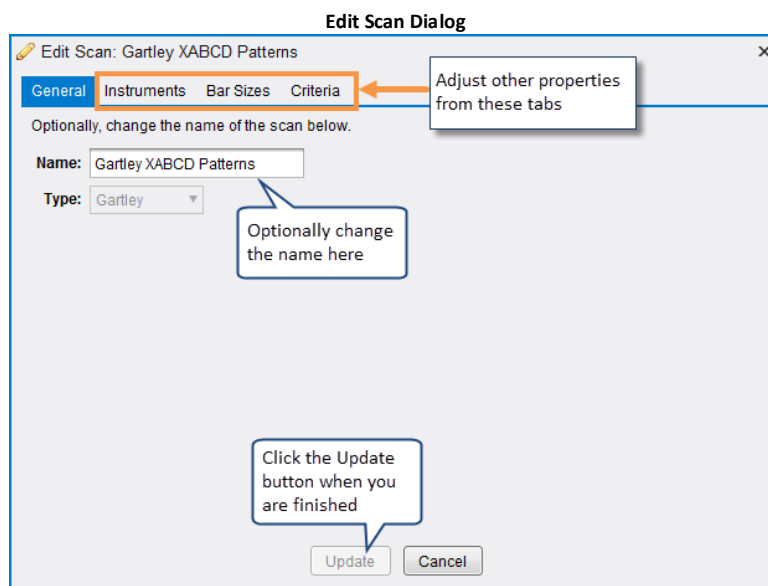 Edit Scan Dialog
Edit Scan: Gartley XABCD Patterns
General Instruments Bar Sizes Criteria
Adjust other properties
from these tabs
Optionally, change the name of the scan below.
Name: Gartley XABCD Patterns
Type: Gartley
Optionally change
the name here
Click the Update
button when you
are finished
Update Cancel